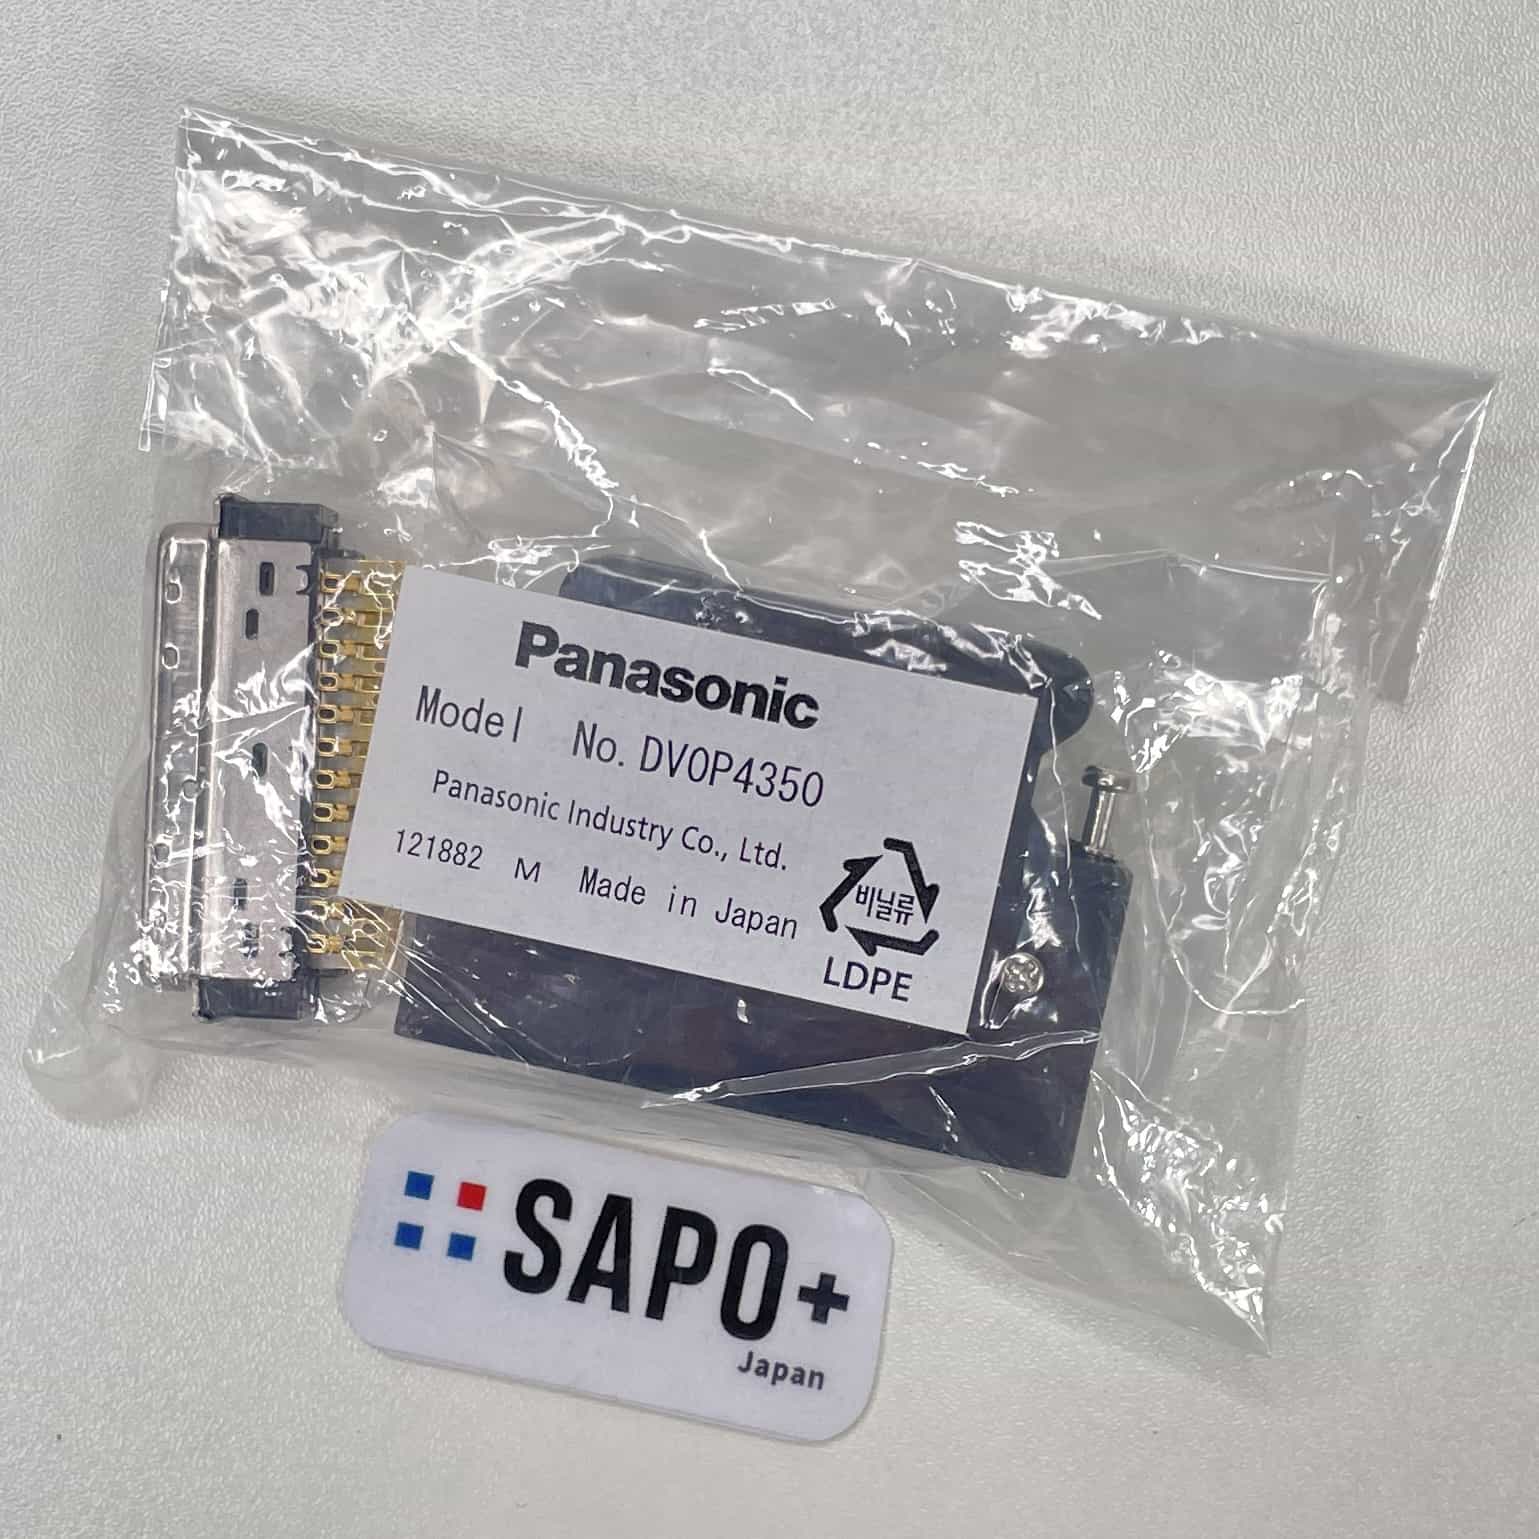 Panasonic
Model No. DV0P4350
Panasonic Industry Co., Ltd.
121882 M Made in Japan
비닐류
LDPE
SAPO+
Japan